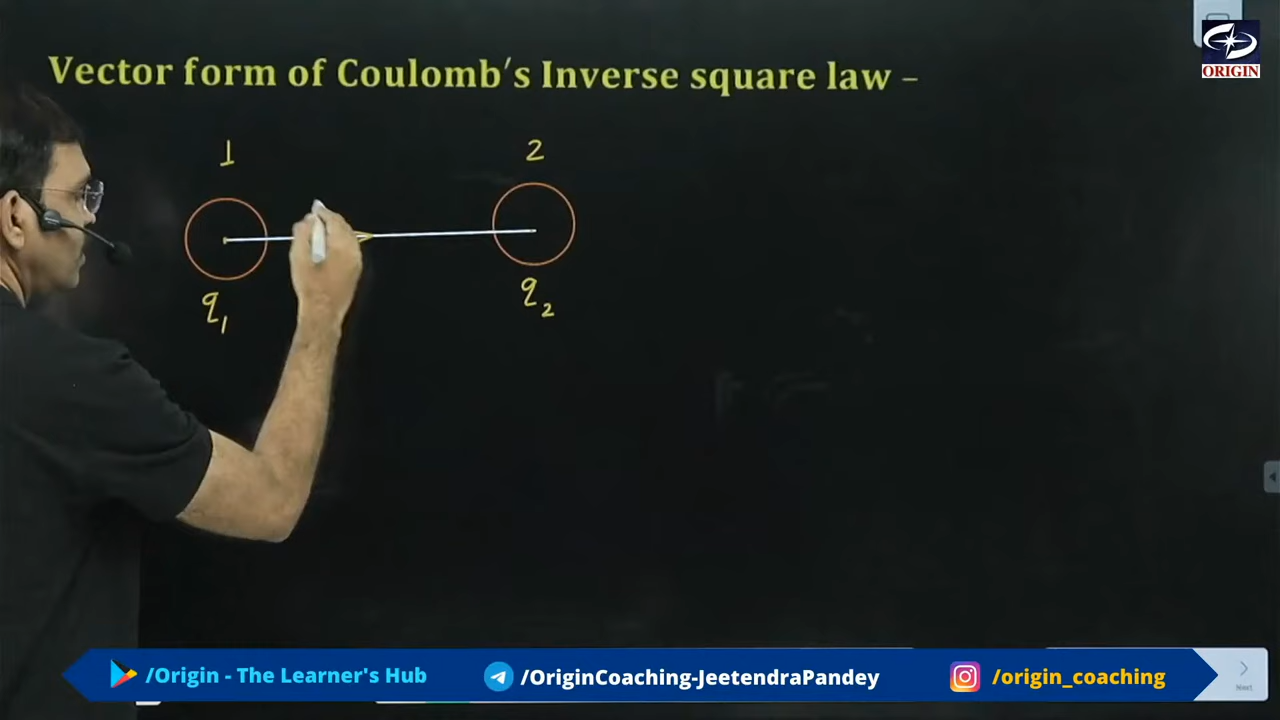 ORIGIN
Vector form of Coulomb's Inverse square law –
1 2
q1 q2
/Origin - The Learner's Hub /OriginCoaching-JeetendraPandey /origin_coaching
Next